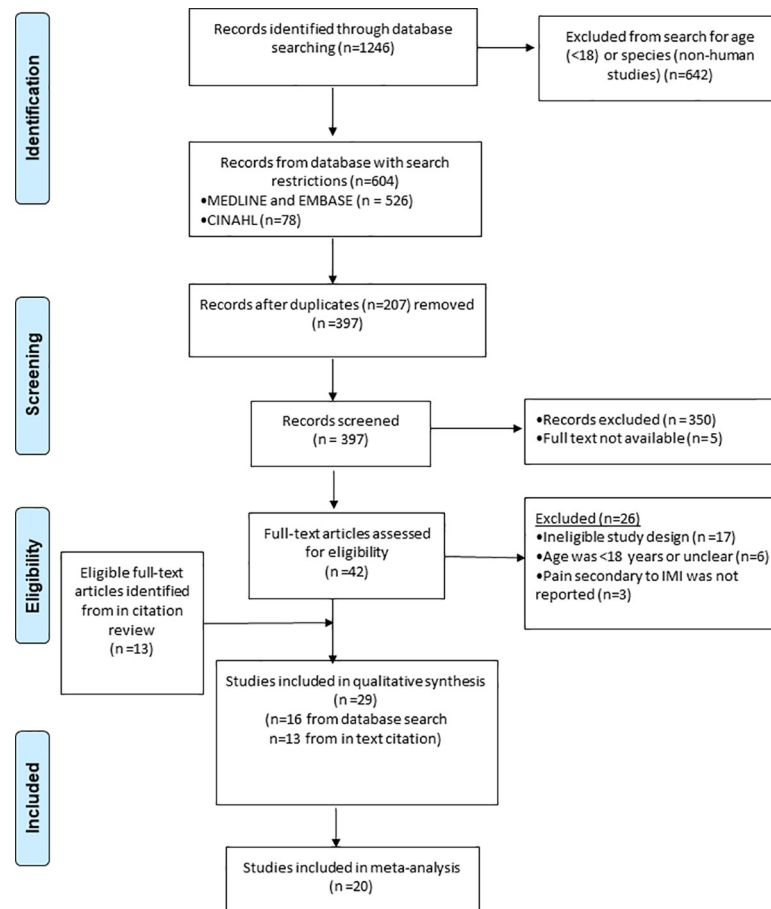 Identification
Records identified through database
searching (n=1246)
Excluded from search for age
(<18) or species (non-human
studies) (n=642)
Records from database with search
restrictions (n=604)
•MEDLINE and EMBASE (n = 526)
•CINAHL (n=78)
Screening
Records after duplicates (n=207) removed
(n =397)
Records screened
(n = 397)
•Records excluded (n = 350)
•Full text not available (n = 5)
Eligibility
Full-text articles assessed
for eligibility
(n =42)
Excluded (n=26)
•Ineligible study design (n =17)
•Age was <18 years or unclear (n=6)
•Pain secondary to IMI was not
reported (n=3)
Eligible full-text
articles identified
from in citation
review
(n =13)
Included
Studies included in qualitative synthesis
(n =29)
(n=16 from database search
n=13 from in text citation)
Studies included in meta-analysis
(n =20)